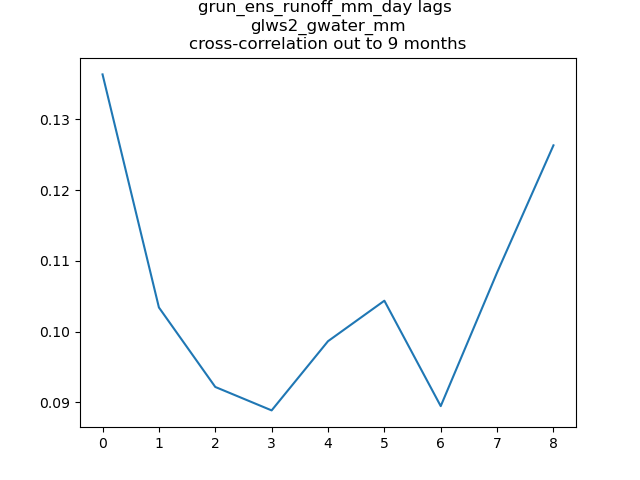 grun_ens_runoff_mm_day lags
glws2_gwater_mm
cross-correlation out to 9 months
0.13
0.12
0.11
0.10
0.09
0 1 2 3 4 5 6 7 8